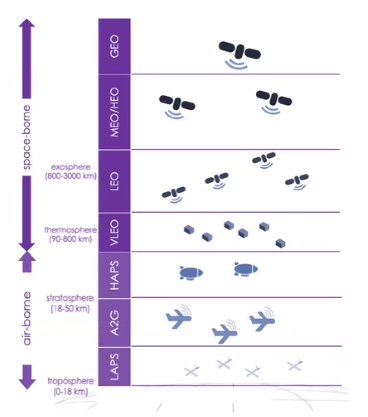 GEO
MEO/HEO
space-borne
exosphere
(800-3000 km)
LEO
thermosphere
(90-800 km)
VLEO
HAPS
stratosphere
(18-50 km)
air-borne
A2G
LAPS
troposphere
(0-18 km)